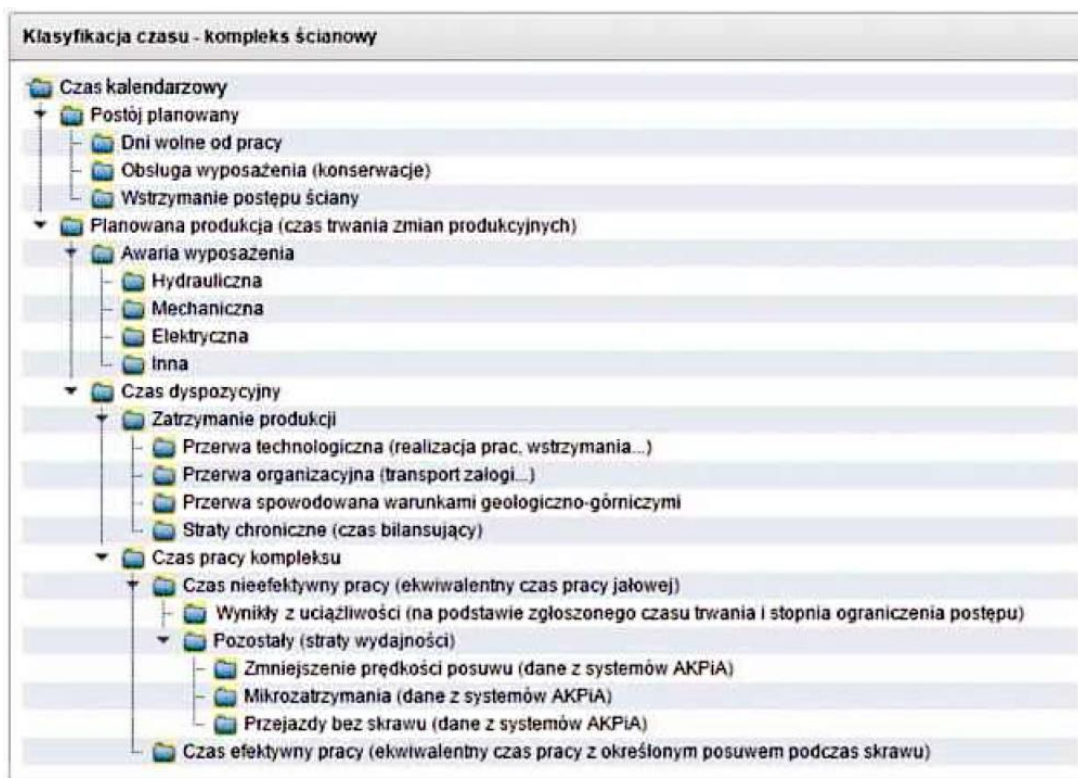 Klasyfikacja czasu - kompleks ścianowy
Czas kalendarzowy
Postój planowany
Dni wolne od pracy
Obsługa wyposażenia (konserwacje)
Wstrzymanie postępu ściany
Planowana produkcja (czas trwania zmian produkcyjnych)
Awaria wyposażenia
Hydrauliczna
Mechaniczna
Elektryczna
Inna
Czas dyspozycyjny
Zatrzymanie produkcji
Przerwa technologiczna (realizacja prac, wstrzymania...)
Przerwa organizacyjna (transport załogi...)
Przerwa spowodowana warunkami geologiczno-górniczymi
Straty chroniczne (czas bilansujący)
Czas pracy kompleksu
Czas nieefektywny pracy (ekwiwalentny czas pracy jałowej)
Wynikły z uciążliwości (na podstawie zgłoszonego czasu trwania i stopnia ograniczenia postępu)
Pozostały (straty wydajności)
Zmniejszenie prędkości posuwu (dane z systemów AKPiA)
Mikrozatrzymania (dane z systemów AKPiA)
Przejazdy bez skrawu (dane z systemów AKPiA)
Czas efektywny pracy (ekwiwalentny czas pracy z określonym posuwem podczas skrawu)